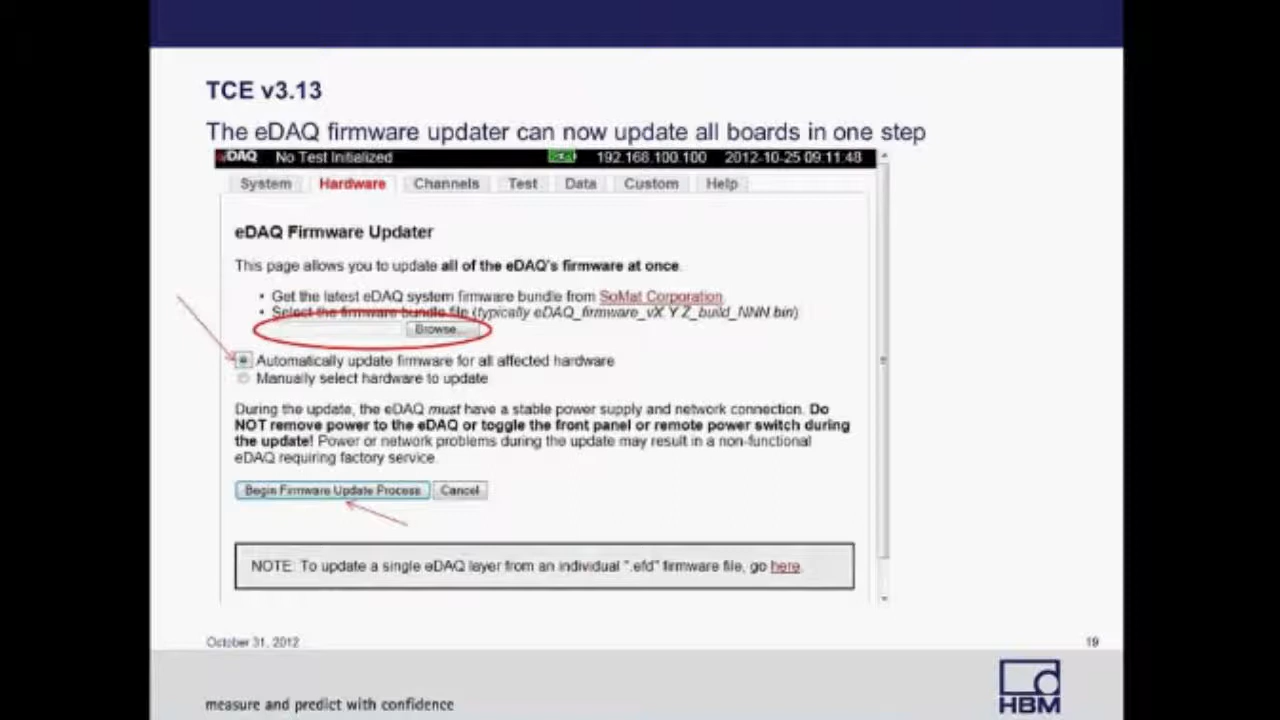 TCE v3.13
The eDAQ firmware updater can now update all boards in one step
eDAQ No Test Initialized 192.168.100.100 2012-10-25 09:11:48
System Hardware Channels Test Data Custom Help
eDAQ Firmware Updater
This page allows you to update all of the eDAQ's firmware at once.
• Get the latest eDAQ system firmware bundle from SoMat Corporation
• Select the firmware bundle file (typically eDAQ_firmware_vX.Y.Z_build_NNN.bin)
Browse...
Automatically update firmware for all affected hardware
Manually select hardware to update
During the update, the eDAQ must have a stable power supply and network connection. Do
NOT remove power to the eDAQ or toggle the front panel or remote power switch during
the update! Power or network problems during the update may result in a non-functional
eDAQ requiring factory service.
Begin Firmware Update Process Cancel
NOTE: To update a single eDAQ layer from an individual ".efd" firmware file, go here.
October 31, 2012 19
measure and predict with confidence
HBM